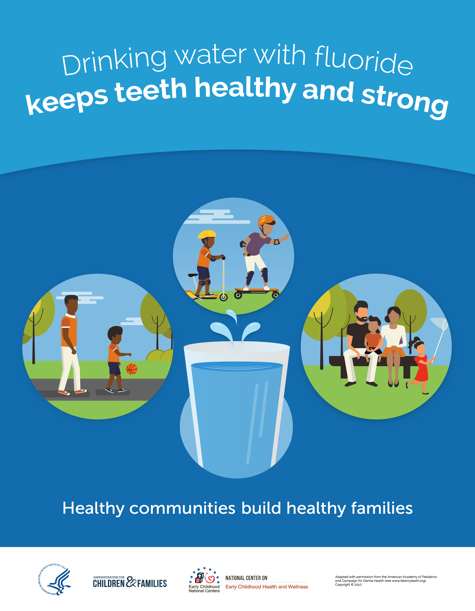 Drinking water with fluoride
keeps teeth healthy and strong
Healthy communities build healthy families
ADMINISTRATION FOR
CHILDREN & FAMILIES
Early Childhood
National Centers
NATIONAL CENTER ON
Early Childhood Health and Wellness
Adapted with permission from the American Academy of Pediatrics
and Campaign for Dental Health (see www.ilikemyteeth.org)
Copyright © 2017